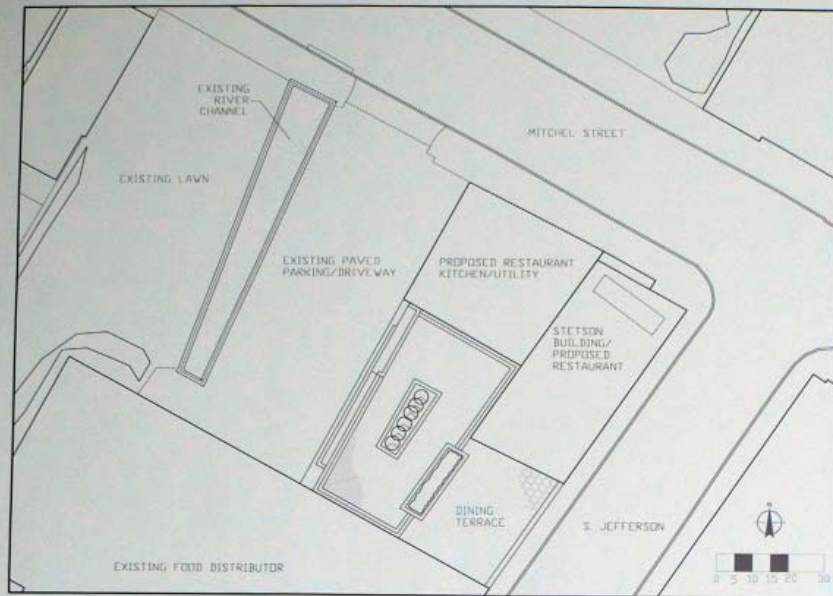 EXISTING
RIVER
CHANNEL
MITCHEL STREET
EXISTING LAWN
EXISTING PAVED
PARKING/DRIVEWAY
PROPOSED RESTAURANT
KITCHEN/UTILITY
STETSON
BUILDING/
PROPOSED
RESTAURANT
DINING
TERRACE
S. JEFFERSON
EXISTING FOOD DISTRIBUTOR
0 5 10 15 20 30